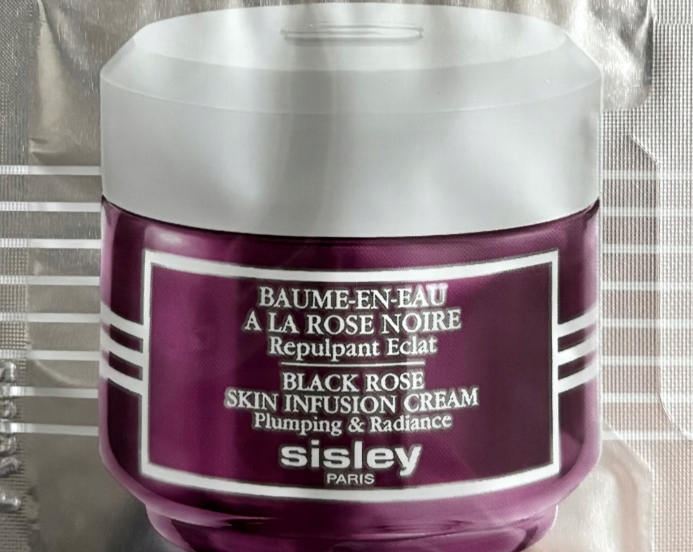 BAUME-EN-EAU
A LA ROSE NOIRE
Repulpant Eclat
BLACK ROSE
SKIN INFUSION CREAM
Plumping & Radiance
sisley
PARIS